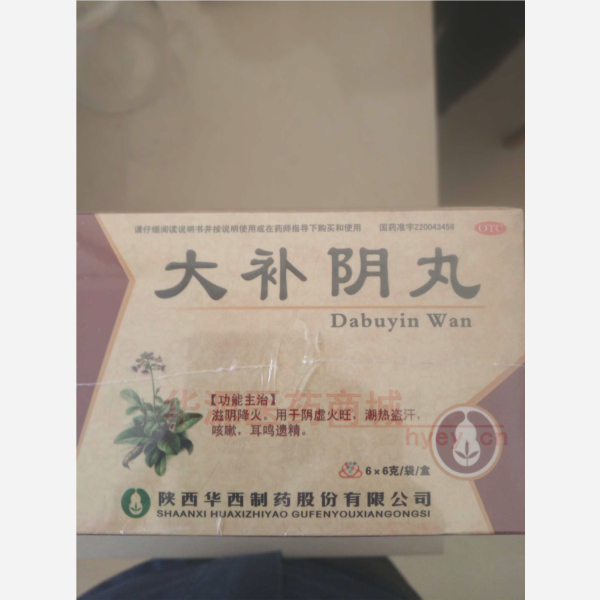 请仔细阅读说明书并按说明使用或在药师指导下购买和使用 国药准字Z20043459 OTC
大补阴丸
Dabuyin Wan
【功能主治】
滋阴降火。用于阴虚火旺，潮热盗汗，
咳嗽，耳鸣遗精。
hyey.cn
6×6克/袋/盒
陕西华西制药股份有限公司
SHAANXI HUAXIZHIYAO GUFENYOUXIANGONGSI